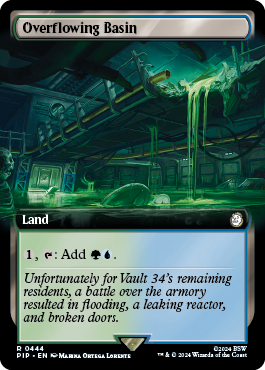 Overflowing Basin
Land
1, : Add .
Unfortunately for Vault 34's remaining
residents, a battle over the armory
resulted in flooding, a leaking reactor,
and broken doors.
R 0444
PIP • EN Marina Ortega Lorente
©2024 BSW
™ & © 2024 Wizards of the Coast